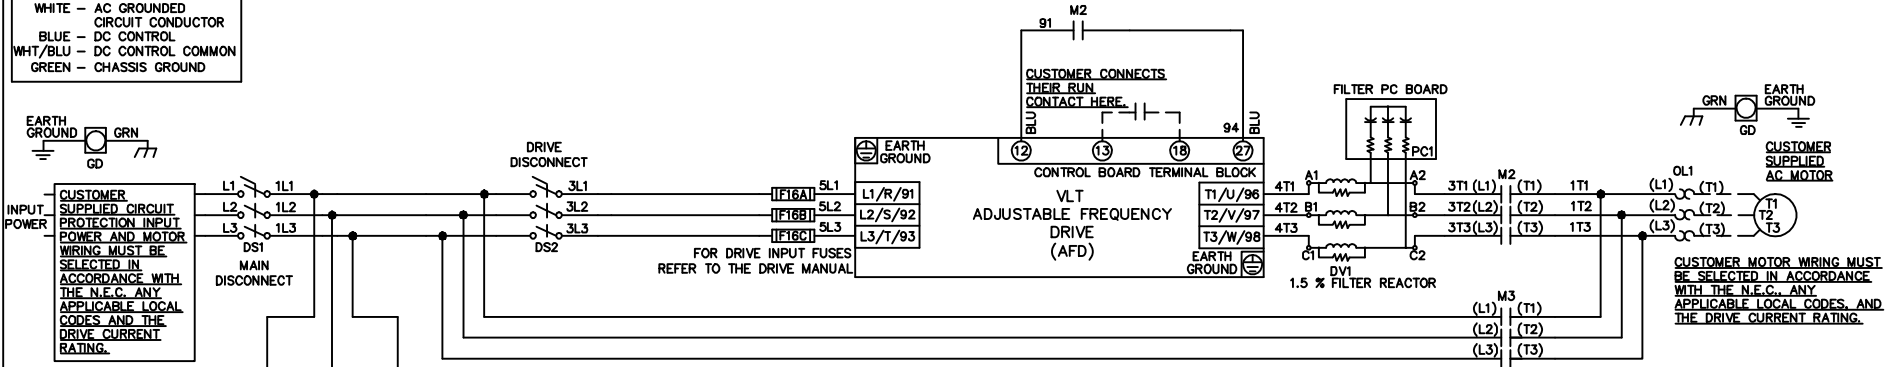 WHITE – AC GROUNDED
CIRCUIT CONDUCTOR
BLUE – DC CONTROL
WHT/BLU – DC CONTROL COMMON
GREEN – CHASSIS GROUND
EARTH
GROUND
GRN
GD
INPUT
POWER
CUSTOMER
SUPPLIED CIRCUIT
PROTECTION INPUT
POWER AND MOTOR
WIRING MUST BE
SELECTED IN
ACCORDANCE WITH
THE N.E.C. ANY
APPLICABLE LOCAL
CODES AND THE
DRIVE CURRENT
RATING.
L1 1L1
L2 1L2
L3 1L3
DS1
MAIN
DISCONNECT
DRIVE
DISCONNECT
3L1
3L2
3L3
DS2
F16A 5L1
F16B 5L2
F16C 5L3
FOR DRIVE INPUT FUSES
REFER TO THE DRIVE MANUAL
M2
91
CUSTOMER CONNECTS
THEIR RUN
CONTACT HERE.
BLU
94 BLU
12 13 18 27
CONTROL BOARD TERMINAL BLOCK
EARTH
GROUND
L1/R/91
L2/S/92
L3/T/93
VLT
ADJUSTABLE FREQUENCY
DRIVE
(AFD)
T1/U/96
T2/V/97
T3/W/98
EARTH
GROUND
4T1
4T2
4T3
FILTER PC BOARD
PC1
A1 A2
B1 B2
C1 C2
DV1
1.5 % FILTER REACTOR
M2
3T1 (L1) (T1) 1T1
3T2(L2) (T2) 1T2
3T3(L3) (T3) 1T3
M3
(L1) (T1)
(L2) (T2)
(L3) (T3)
GRN
EARTH
GROUND
GD
CUSTOMER
SUPPLIED
AC MOTOR
OL1
(L1) (T1)
(L2) (T2)
(L3) (T3)
T1
T2
T3
CUSTOMER MOTOR WIRING MUST
BE SELECTED IN ACCORDANCE
WITH THE N.E.C., ANY
APPLICABLE LOCAL CODES, AND
THE DRIVE CURRENT RATING.